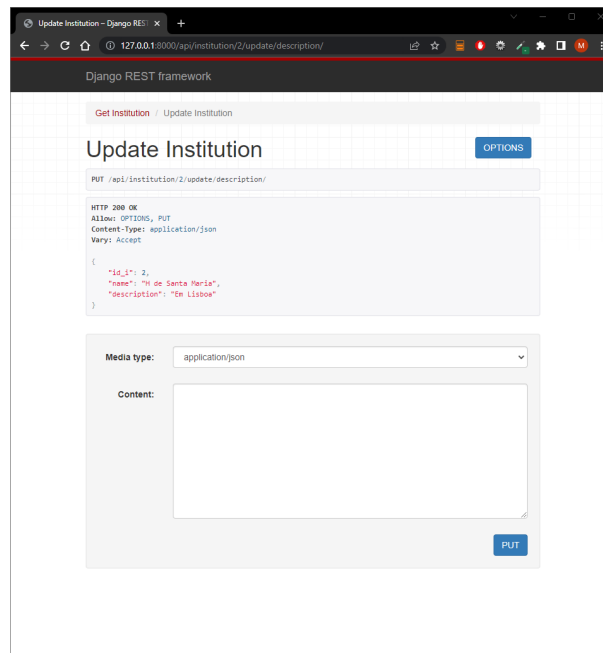 Update Institution – Django RES
127.0.0.1:8000/api/institution/2/update/description/
M
Django REST framework
Get Institution / Update Institution
Update Institution
OPTIONS
PUT /api/institution/2/update/description/
HTTP 200 OK
Allow: OPTIONS, PUT
Content-Type: application/json
Vary: Accept
{
"id_i": 2,
"name": "H de Santa Maria",
"description": "Em Lisboa"
}
Media type:
application/json
Content:
PUT